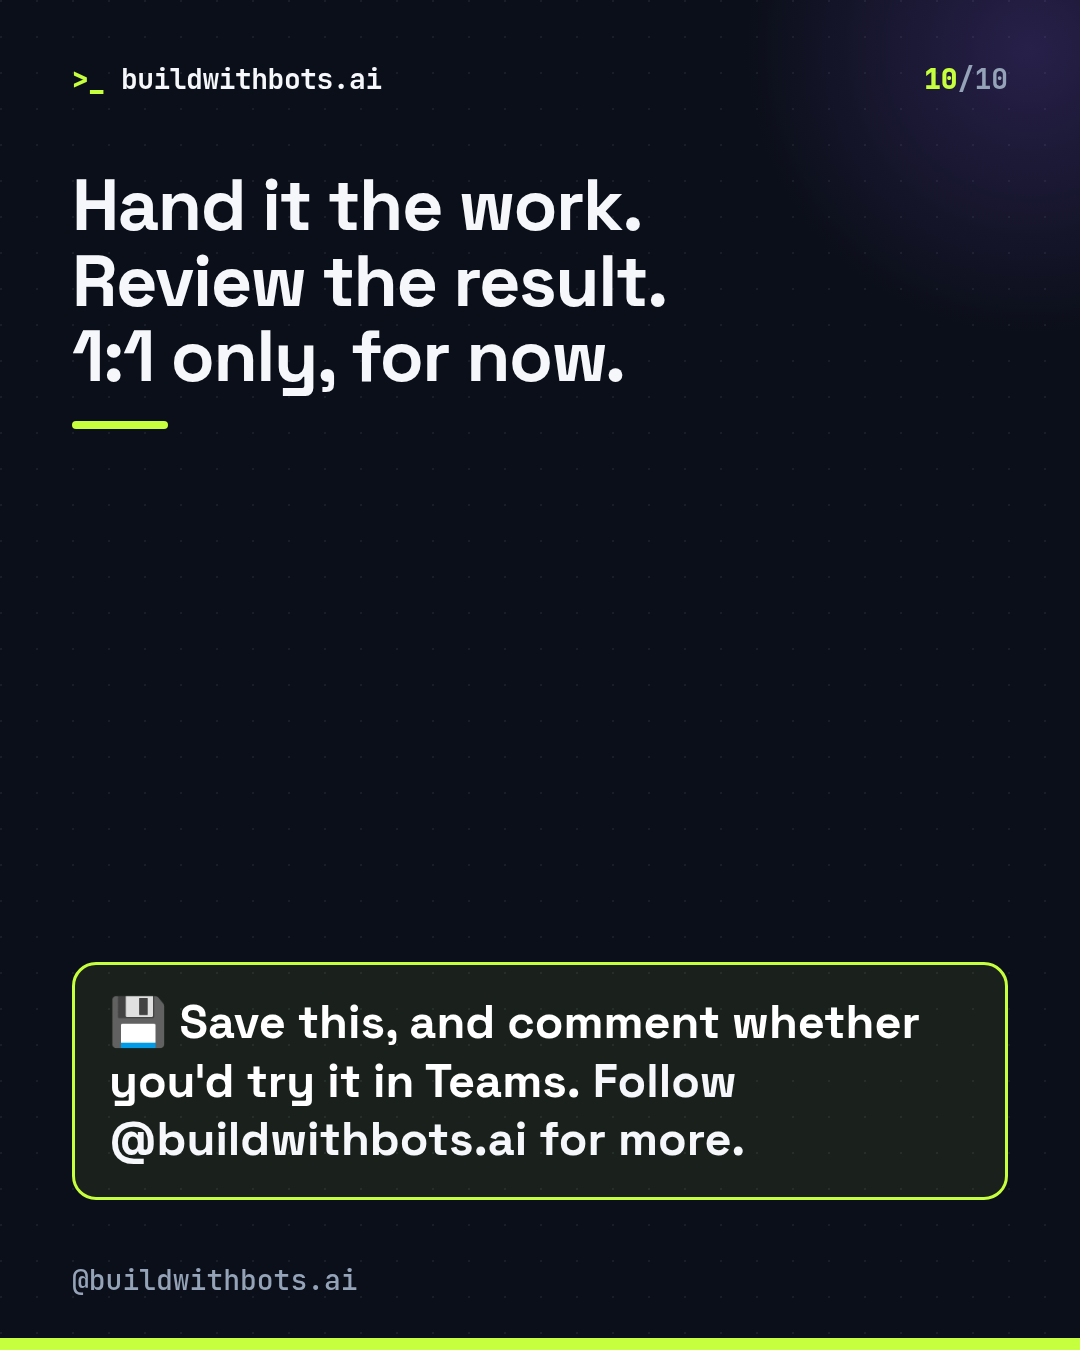 >_ buildwithbots.ai
10/10
Hand it the work.
Review the result.
1:1 only, for now.
💾 Save this, and comment whether
you'd try it in Teams. Follow
@buildwithbots.ai for more.
@buildwithbots.ai